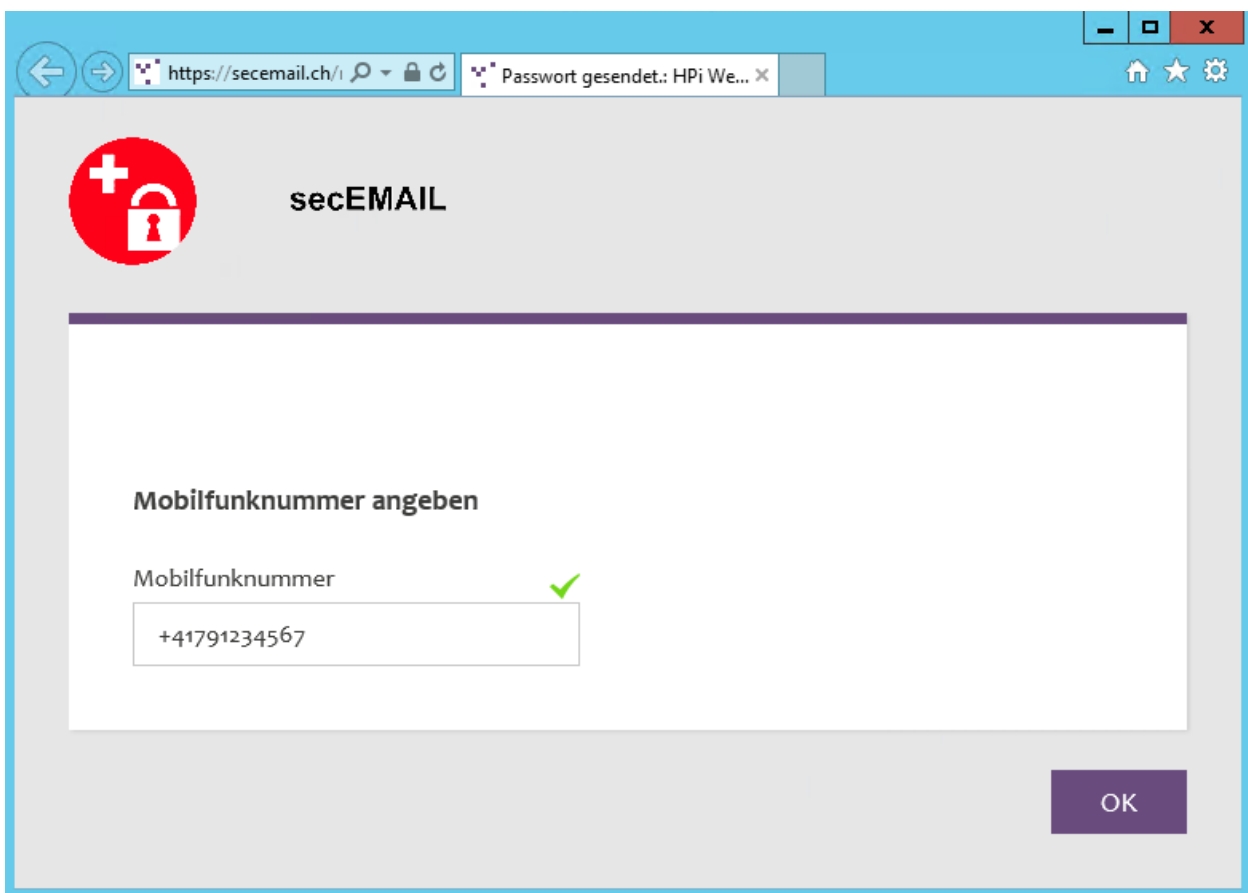 https://secemail.ch/
Passwort gesendet.: HPi We...
secEMAIL
Mobilfunknummer angeben
Mobilfunknummer
+41791234567
OK